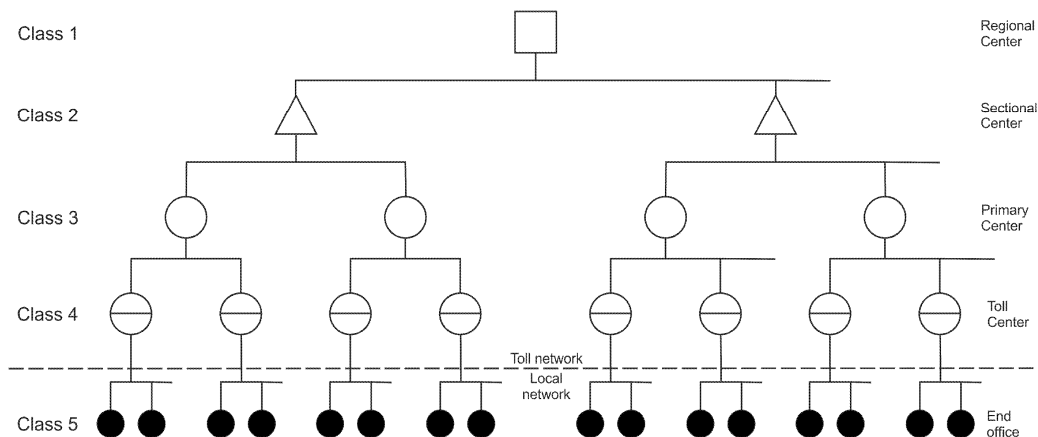 Class 1
Regional
Center
Class 2
Sectional
Center
Class 3
Primary
Center
Class 4
Toll
Center
Toll network
Local
network
Class 5
End
office